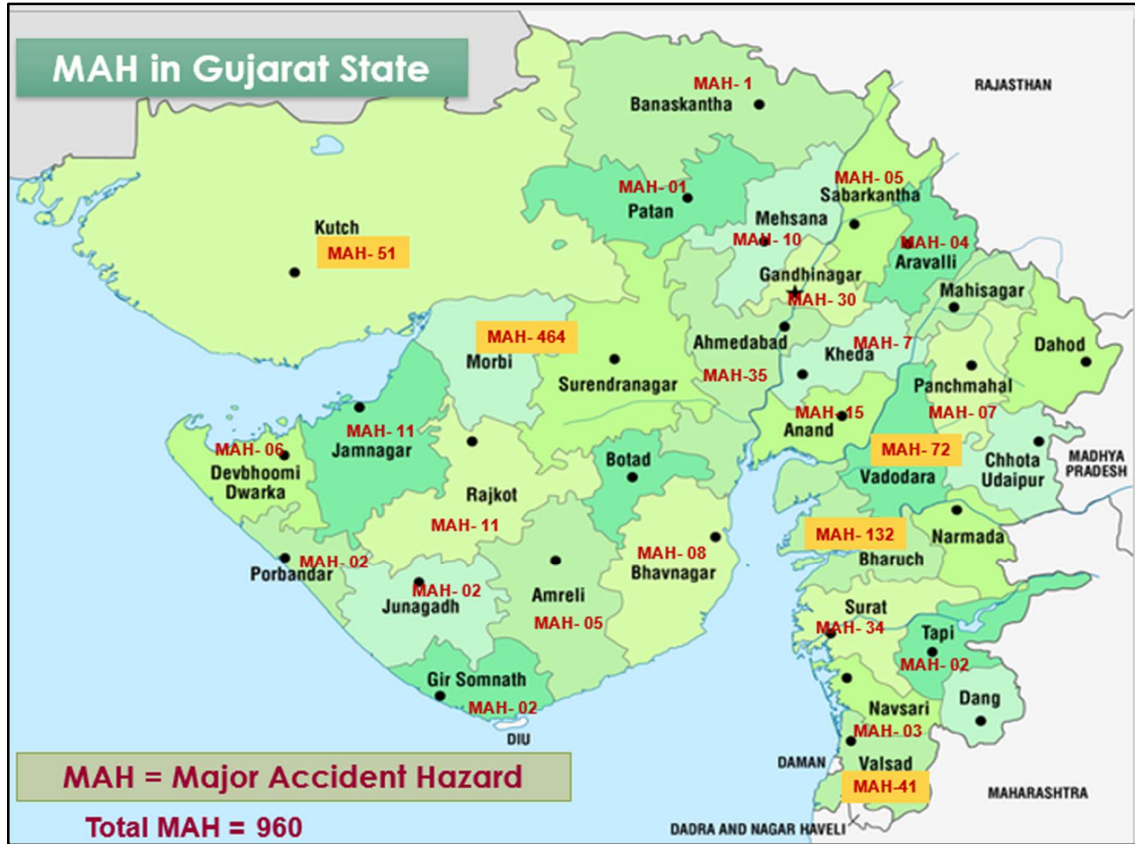 MAH in Gujarat State
RAJASTHAN
MAH- 1
Banaskantha
MAH- 01
Patan
MAH- 05
Sabarkantha
Mehsana
MAH- 10
MAH- 04
Aravalli
Kutch
MAH- 51
Gandhinagar
MAH- 30
Mahisagar
MAH- 464
Morbi
Ahmedabad
MAH-35
Kheda
MAH- 7
Dahod
Surendranagar
Panchmahal
MAH- 07
MAH- 15
Anand
MAH- 11
Jamnagar
MAH- 06
Devbhoomi
Dwarka
Botad
MAH- 72
Vadodara
Chhota
Udaipur
MADHYA
PRADESH
Rajkot
MAH- 11
MAH- 132
Bharuch
Narmada
MAH- 02
Porbandar
MAH- 08
Bhavnagar
MAH- 02
Junagadh
Amreli
MAH- 05
Surat
MAH- 34
Tapi
MAH- 02
Gir Somnath
MAH- 02
Dang
Navsari
MAH- 03
DIU
DAMAN
Valsad
MAH-41
MAHARASHTRA
MAH = Major Accident Hazard
Total MAH = 960
DADRA AND NAGAR HAVELI